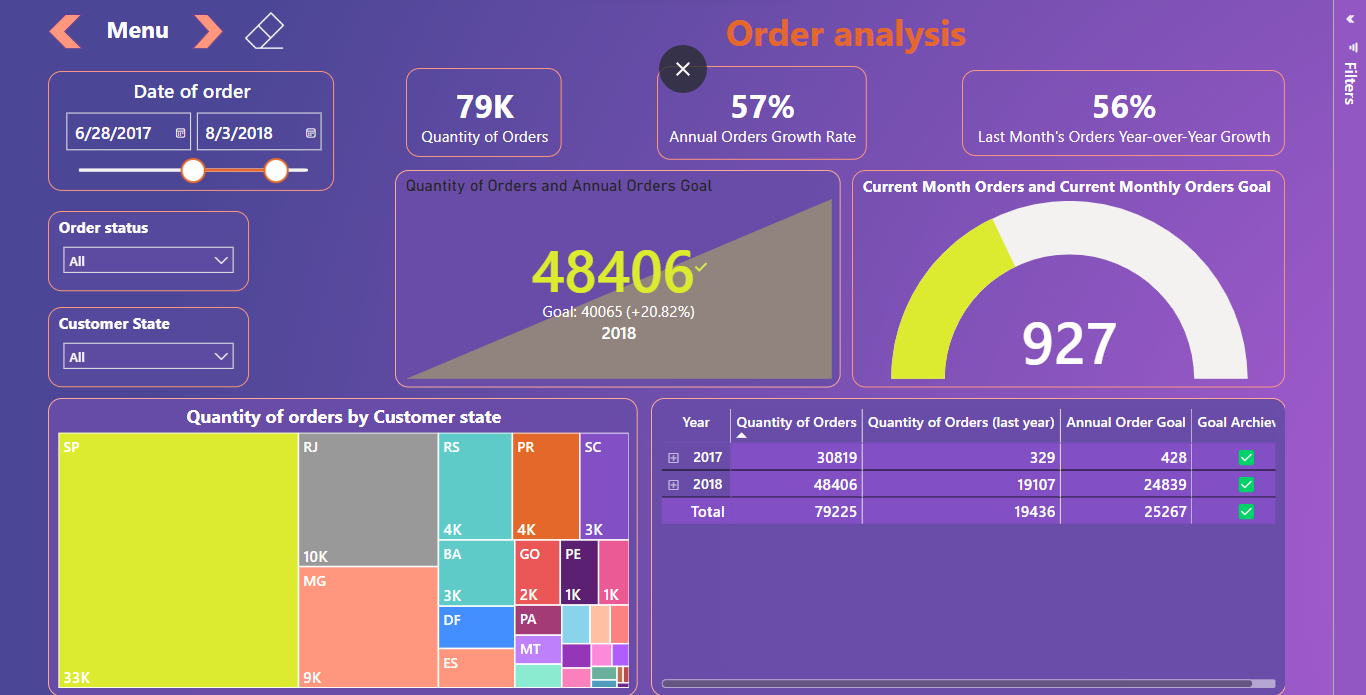 Menu
Order analysis
Date of order
6/28/2017
8/3/2018
79K
Quantity of Orders
57%
Annual Orders Growth Rate
56%
Last Month's Orders Year-over-Year Growth
Filters
Order status
All
Customer State
All
Quantity of Orders and Annual Orders Goal
48406
Goal: 40065 (+20.82%)
2018
Current Month Orders and Current Monthly Orders Goal
927
Quantity of orders by Customer state
SP
33K
RJ
10K
MG
9K
RS
4K
PR
4K
SC
3K
BA
3K
GO
2K
PE
1K
1K
DF
ES
PA
MT
Year Quantity of Orders Quantity of Orders (last year) Annual Order Goal Goal Archiev
2017 30819 329 428
2018 48406 19107 24839
Total 79225 19436 25267